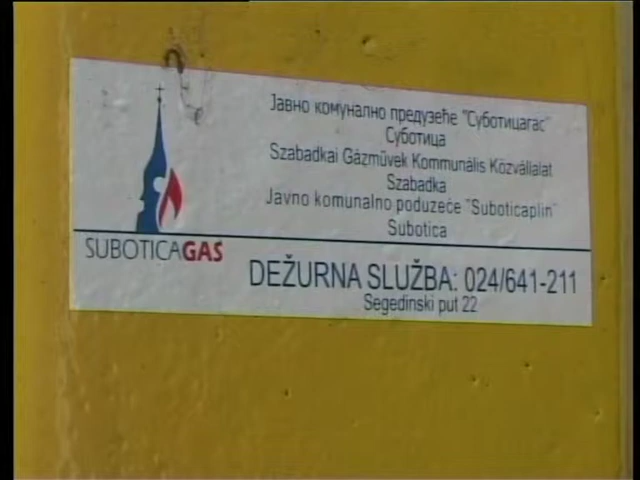 Јавно комунално предузеће "Суботицагас"
Суботица
Szabadkai Gázművek Kommunális Közvállalat
Szabadka
Javno komunalno poduzeće "Suboticaplin"
Subotica
SUBOTICAGAS
DEŽURNA SLUŽBA: 024/641-211
Segedinski put 22